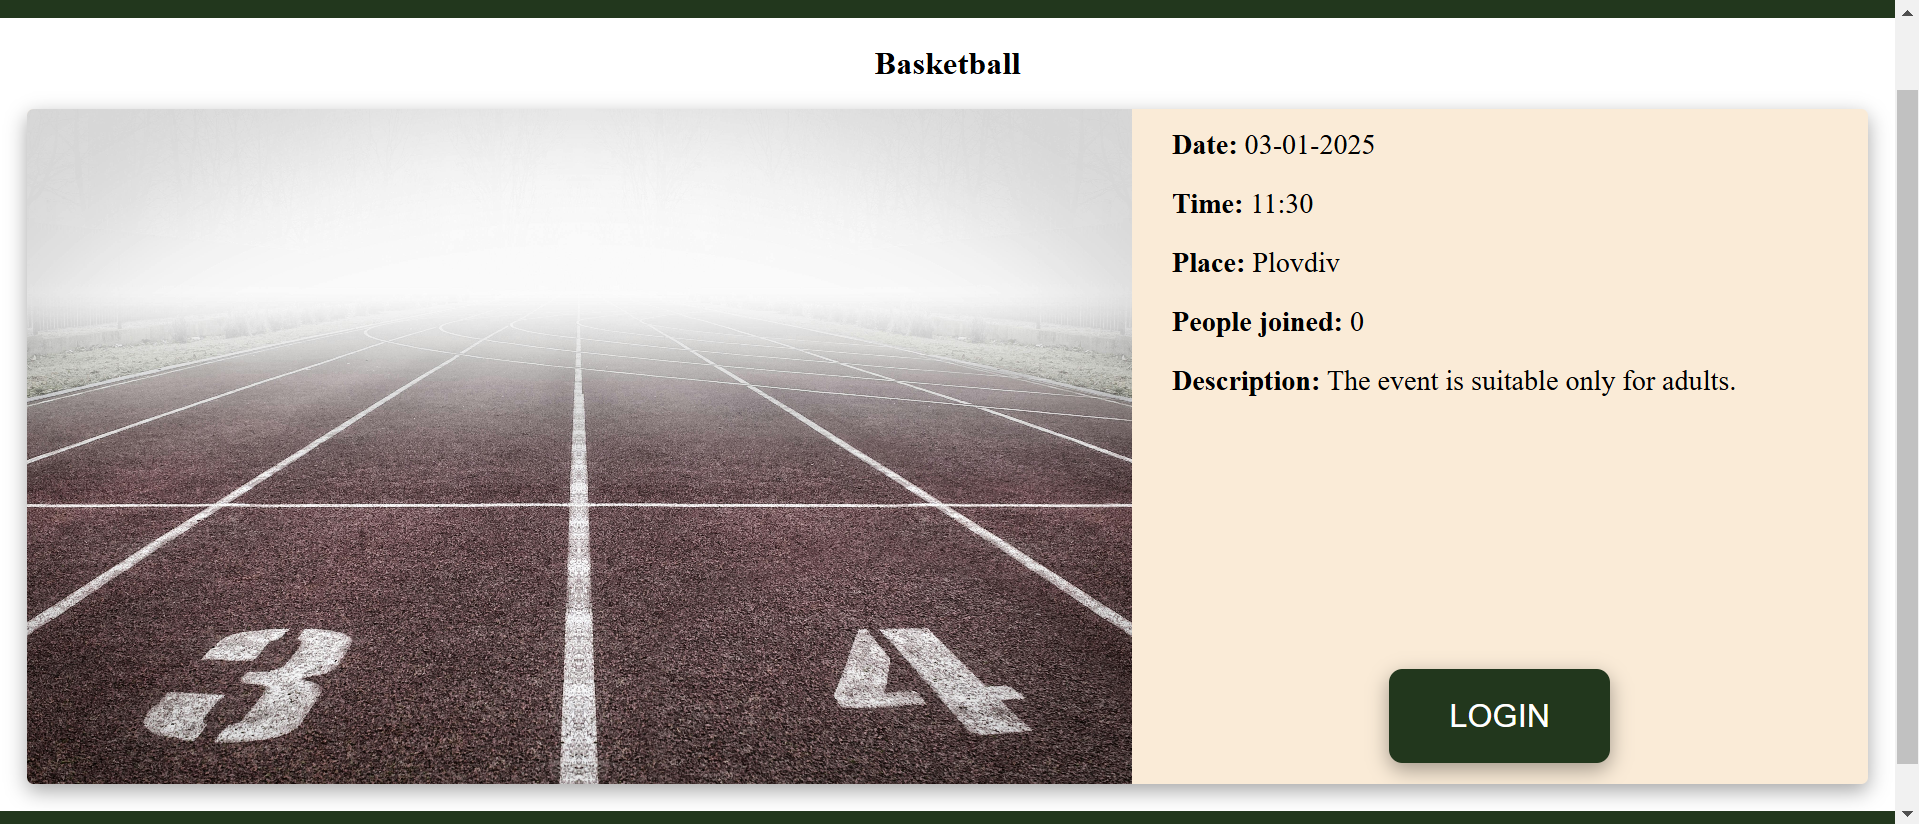 Basketball
Date: 03-01-2025
Time: 11:30
Place: Plovdiv
People joined: 0
Description: The event is suitable only for adults.
3 4
LOGIN